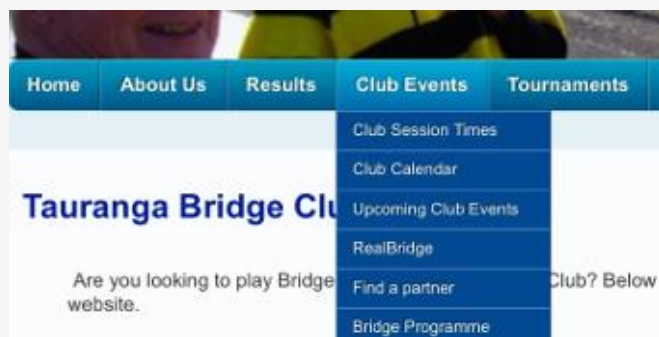 Home About Us Results Club Events Tournaments
Club Session Times
Club Calendar
Tauranga Bridge Clu
Upcoming Club Events
RealBridge
Are you looking to play Bridge Club? Below
Find a partner
website.
Bridge Programme